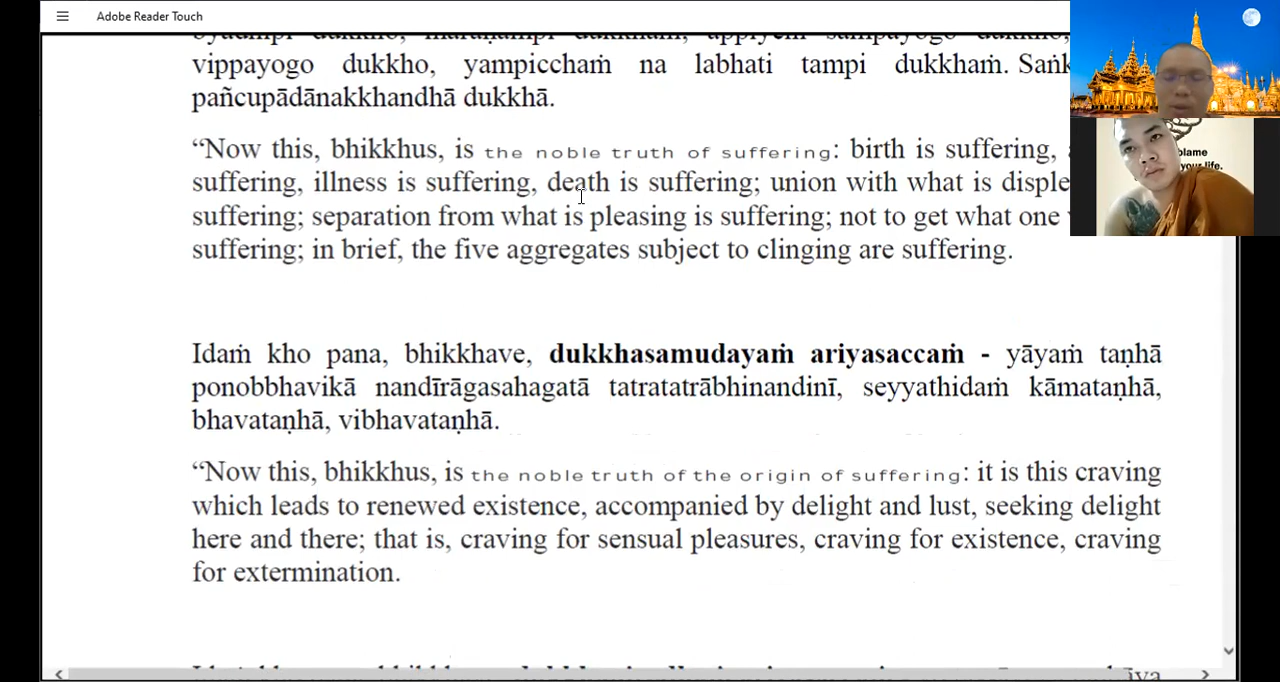 Adobe Reader Touch
vippayogo dukkho, yampicchaṁ na labhati tampi dukkhaṁ. Saṅk
pañcupādānakkhandhā dukkhā.
“Now this, bhikkhus, is the noble truth of suffering: birth is suffering,
suffering, illness is suffering, death is suffering; union with what is disple
suffering; separation from what is pleasing is suffering; not to get what one
suffering; in brief, the five aggregates subject to clinging are suffering.
Idaṁ kho pana, bhikkhave, dukkhasamudayaṁ ariyasaccaṁ - yāyaṁ taṇhā
ponobbhavikā nandīrāgasahagatā tatratatrābhinandinī, seyyathidaṁ kāmataṇhā,
bhavataṇhā, vibhavataṇhā.
“Now this, bhikkhus, is the noble truth of the origin of suffering: it is this craving
which leads to renewed existence, accompanied by delight and lust, seeking delight
here and there; that is, craving for sensual pleasures, craving for existence, craving
for extermination.
blame
your life.